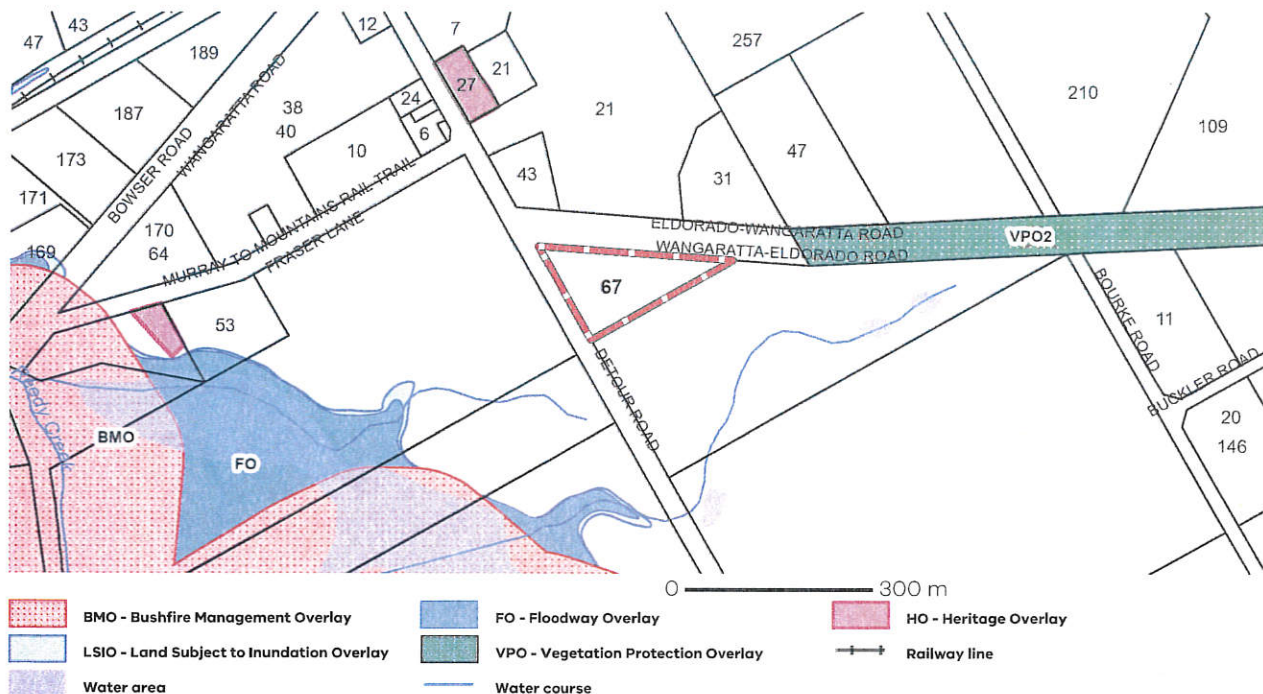 43
12
7
257
47
189
27
21
210
24
21
109
187
38
40
6
47
173
10
43
31
171
BOWSER ROAD
WANGARATTA ROAD
MURRAY TO MOUNTAINS RAIL TRAIL
FRASER LANE
170
64
169
ELDORADO-WANGARATTA ROAD
WANGARATTA-ELDORADO ROAD
VPO2
67
53
BOURKE ROAD
11
DETOUR ROAD
BUCKLER ROAD
20
146
Reedy Creek
BMO
FO
0 300 m
BMO - Bushfire Management Overlay
FO - Floodway Overlay
HO - Heritage Overlay
LSIO - Land Subject to Inundation Overlay
VPO - Vegetation Protection Overlay
Railway line
Water area
Water course